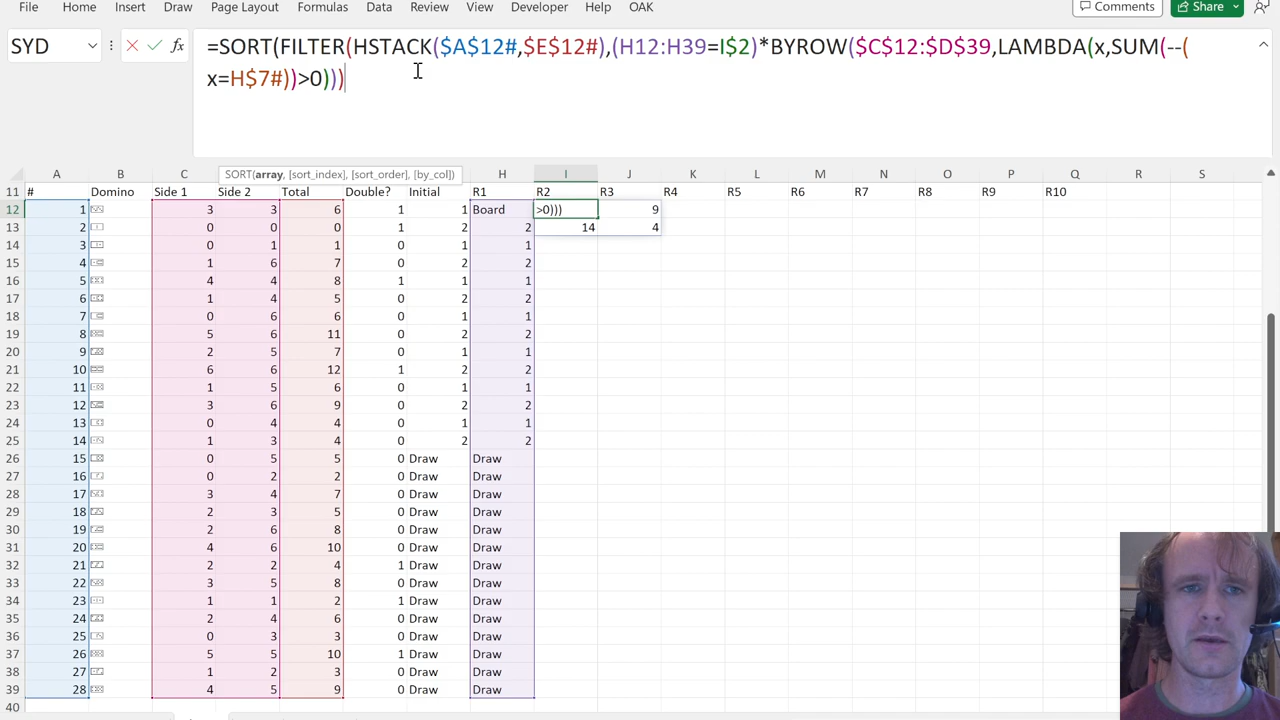 File Home Insert Draw Page Layout Formulas Data Review View Developer Help OAK Comments Share
SYD fx =SORT(FILTER(HSTACK($A$12#,$E$12#),(H12:H39=I$2)*BYROW($C$12:$D$39,LAMBDA(x,SUM(--(
x=H$7#))>0)))
SORT(array, [sort_index], [sort_order], [by_col])
A B C D E F G H I J K L M N O P Q R S
11 # Domino Side 1 Side 2 Total Double? Initial R1 R2 R3 R4 R5 R6 R7 R8 R9 R10
12 1 3 3 6 1 1 Board >0))) 9
13 2 0 0 0 1 2 2 14 4
14 3 0 1 1 0 1 1
15 4 1 6 7 0 2 2
16 5 4 4 8 1 1 1
17 6 1 4 5 0 2 2
18 7 0 6 6 0 1 1
19 8 5 6 11 0 2 2
20 9 2 5 7 0 1 1
21 10 6 6 12 1 2 2
22 11 1 5 6 0 1 1
23 12 3 6 9 0 2 2
24 13 0 4 4 0 1 1
25 14 1 3 4 0 2 2
26 15 0 5 5 0 Draw Draw
27 16 0 2 2 0 Draw Draw
28 17 3 4 7 0 Draw Draw
29 18 2 3 5 0 Draw Draw
30 19 2 6 8 0 Draw Draw
31 20 4 6 10 0 Draw Draw
32 21 2 2 4 1 Draw Draw
33 22 3 5 8 0 Draw Draw
34 23 1 1 2 1 Draw Draw
35 24 2 4 6 0 Draw Draw
36 25 0 3 3 0 Draw Draw
37 26 5 5 10 1 Draw Draw
38 27 1 2 3 0 Draw Draw
39 28 4 5 9 0 Draw Draw
40